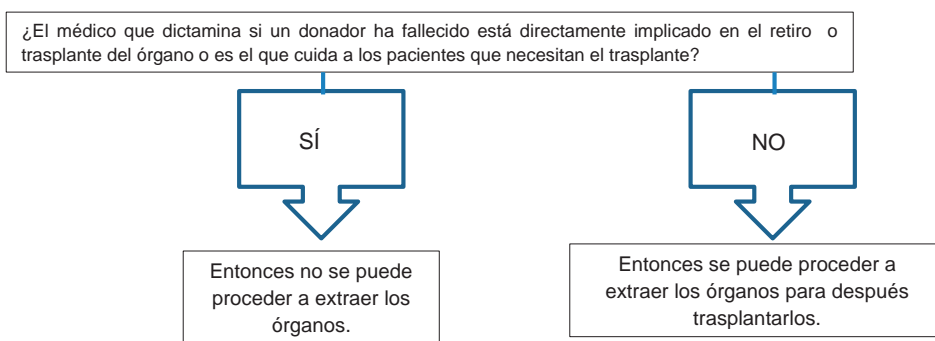 ¿El médico que dictamina si un donador ha fallecido está directamente implicado en el retiro o
trasplante del órgano o es el que cuida a los pacientes que necesitan el trasplante?
SÍ
NO
Entonces no se puede
proceder a extraer los
órganos.
Entonces se puede proceder a
extraer los órganos para después
trasplantarlos.